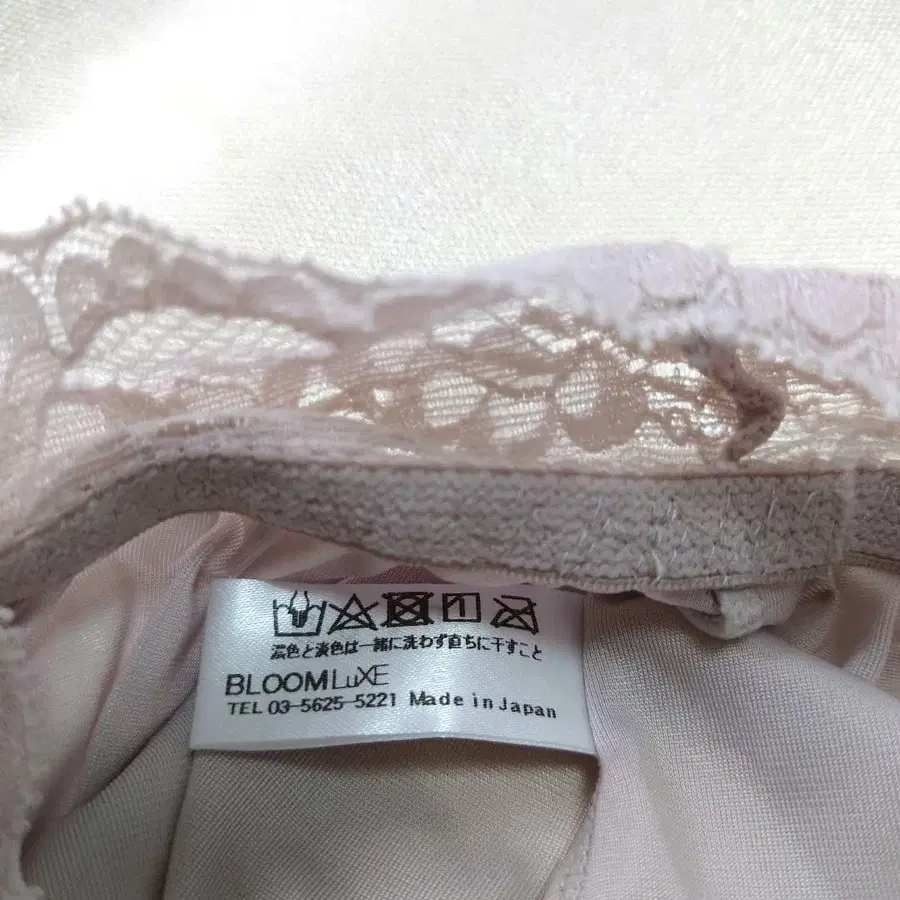 濃色と淡色は一緒に洗わず直ちに干すこと
BLOOMLuXE
TEL 03-5625-5221 Made in Japan